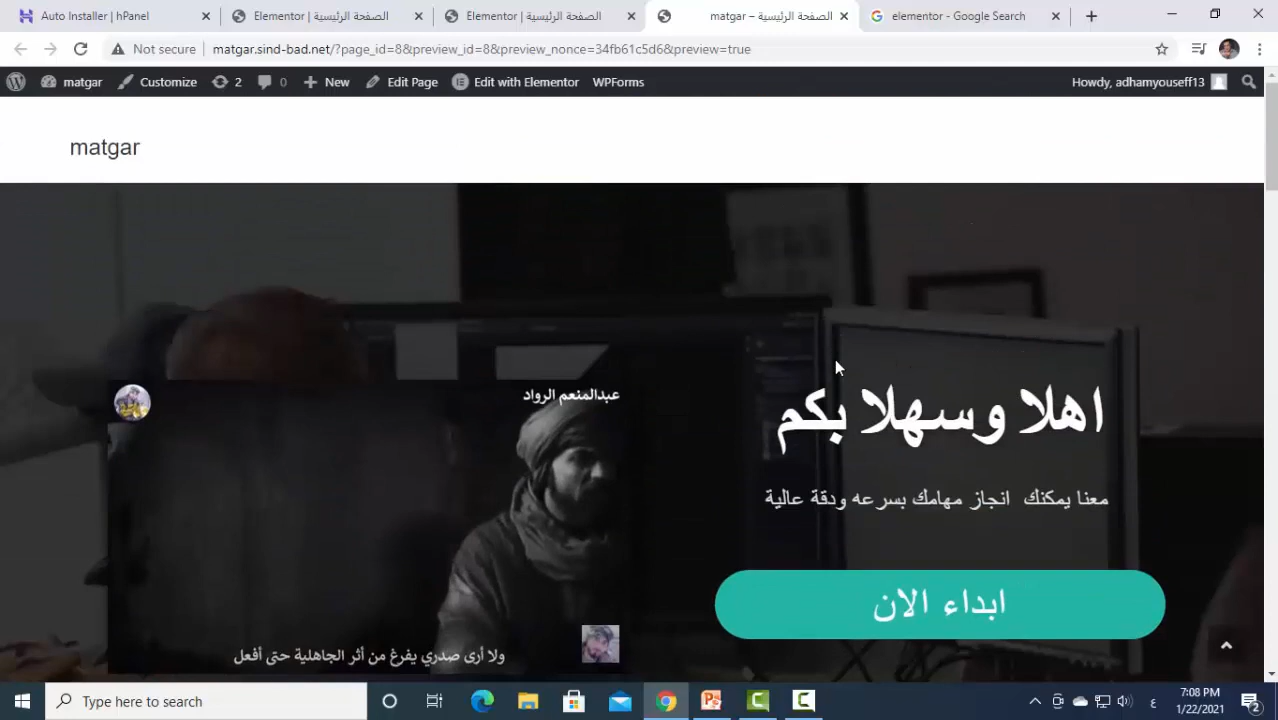 Auto Installer | hPanel
Elementor | الصفحة الرئيسية
Elementor | الصفحة الرئيسية
matgar – الصفحة الرئيسية
elementor - Google Search
Not secure
matgar.sind-bad.net/?page_id=8&preview_id=8&preview_nonce=34fb61c5d6&preview=true
matgar
Customize
2
0
New
Edit Page
Edit with Elementor
WPForms
Howdy, adhamyouseff13
matgar
عبدالمنعم الرواد
اهلا وسهلا بكم
معنا يمكنك انجاز مهامك بسرعه ودقة عالية
ابداء الان
ولا أرى صدري يفرغ من أثر الجاهلية حتى أفعل
Type here to search
ع
7:08 PM
1/22/2021
2